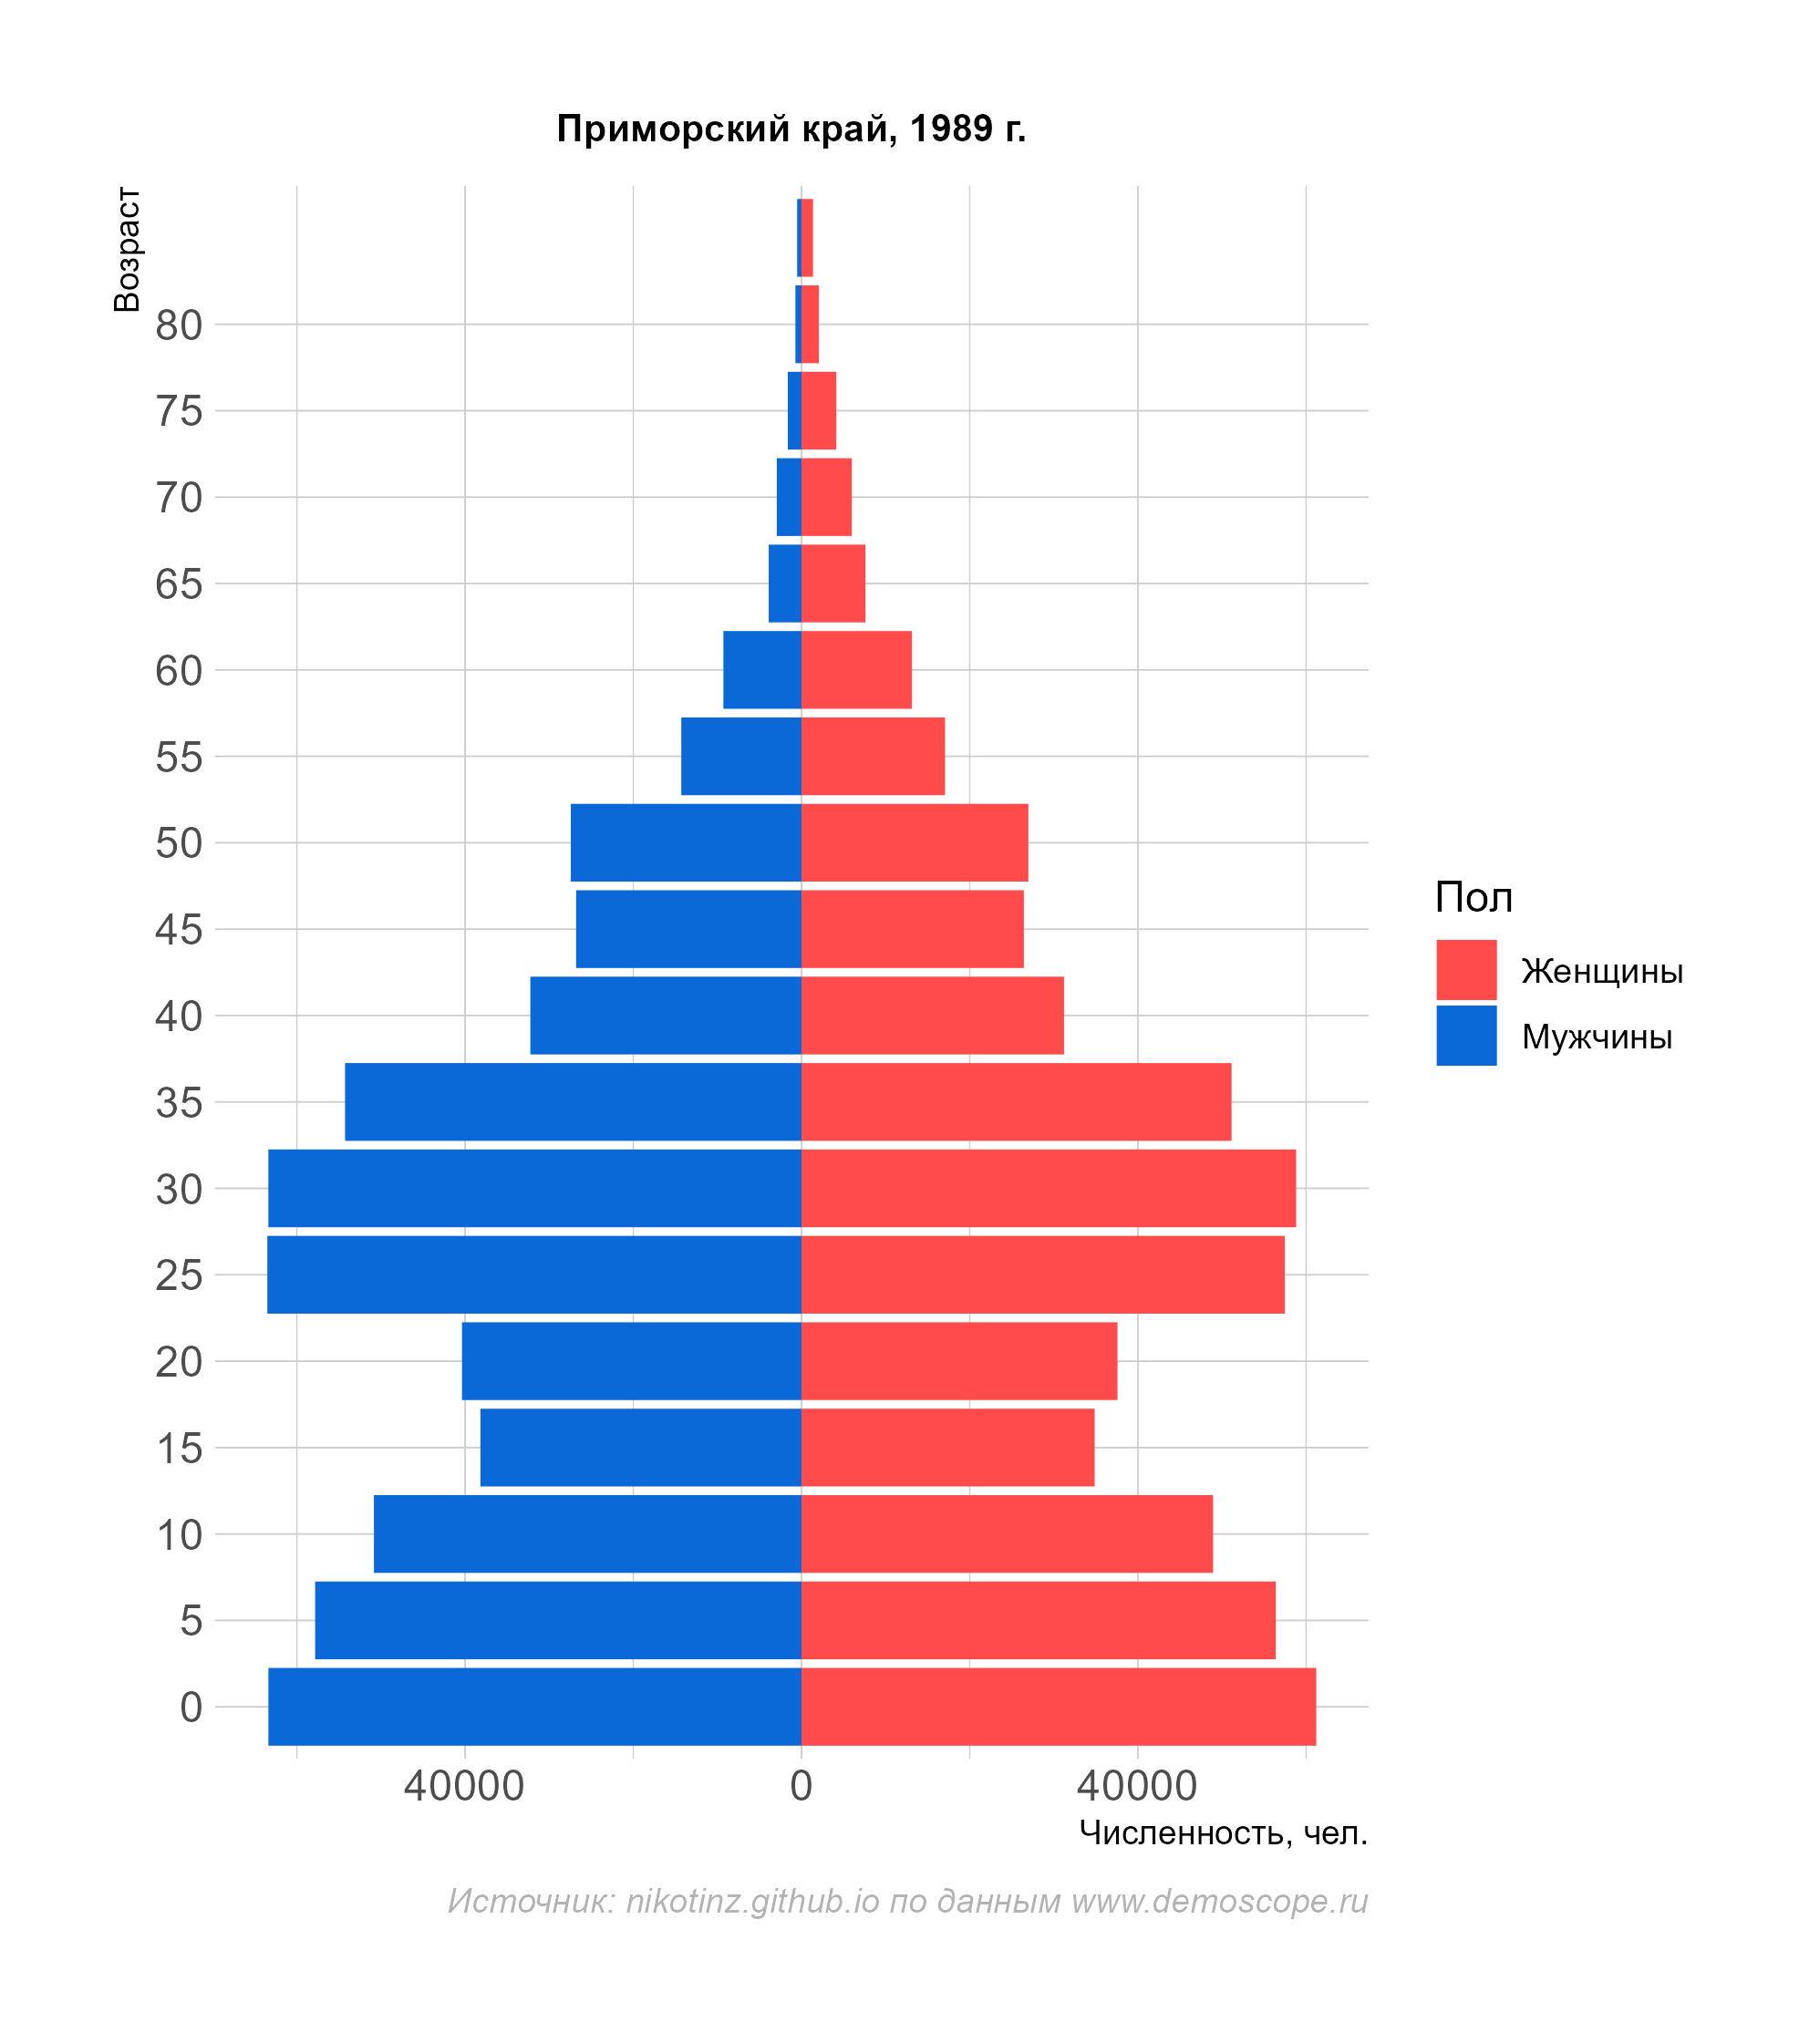 Приморский край, 1989 г.
Возраст
80
75
70
65
60
55
50
45
40
35
30
25
20
15
10
5
0
40000 0 40000
Численность, чел.
Пол
Женщины
Мужчины
Источник: nikotinz.github.io по данным www.demoscope.ru